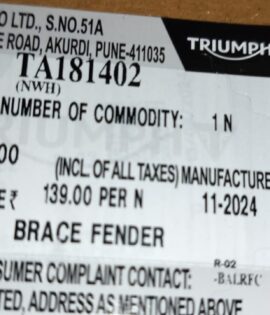 O LTD., S.NO.51A
E ROAD, AKURDI, PUNE-411035
TRIUMPH
TA181402
(NWH)
NUMBER OF COMMODITY: 1 N
00
(INCL. OF ALL TAXES) MANUFACTURE
E ₹ 139.00 PER N 11-2024
BRACE FENDER
R-02
SUMER COMPLAINT CONTACT: -BALRFC
TED, ADDRESS AS MENTIONED ABOVE